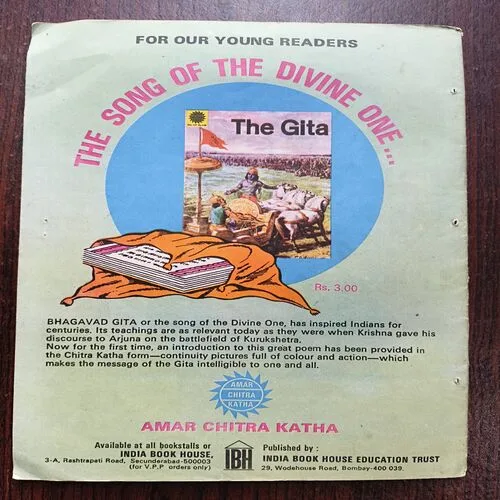 FOR OUR YOUNG READERS
THE SONG OF THE DIVINE ONE...
The Gita
Rs. 3.00
BHAGAVAD GITA or the song of the Divine One, has inspired Indians for
centuries. Its teachings are as relevant today as they were when Krishna gave his
discourse to Arjuna on the battlefield of Kurukshetra.
Now for the first time, an introduction to this great poem has been provided in
the Chitra Katha form—continuity pictures full of colour and action—which
makes the message of the Gita intelligible to one and all.
AMAR
CHITRA
KATHA
AMAR CHITRA KATHA
Available at all bookstalls or
INDIA BOOK HOUSE,
3-A, Rashtrapati Road, Secunderabad-500003
(for V.P.P orders only)
IBH
Published by :
INDIA BOOK HOUSE EDUCATION TRUST
29, Wodehouse Road, Bombay-400 039.